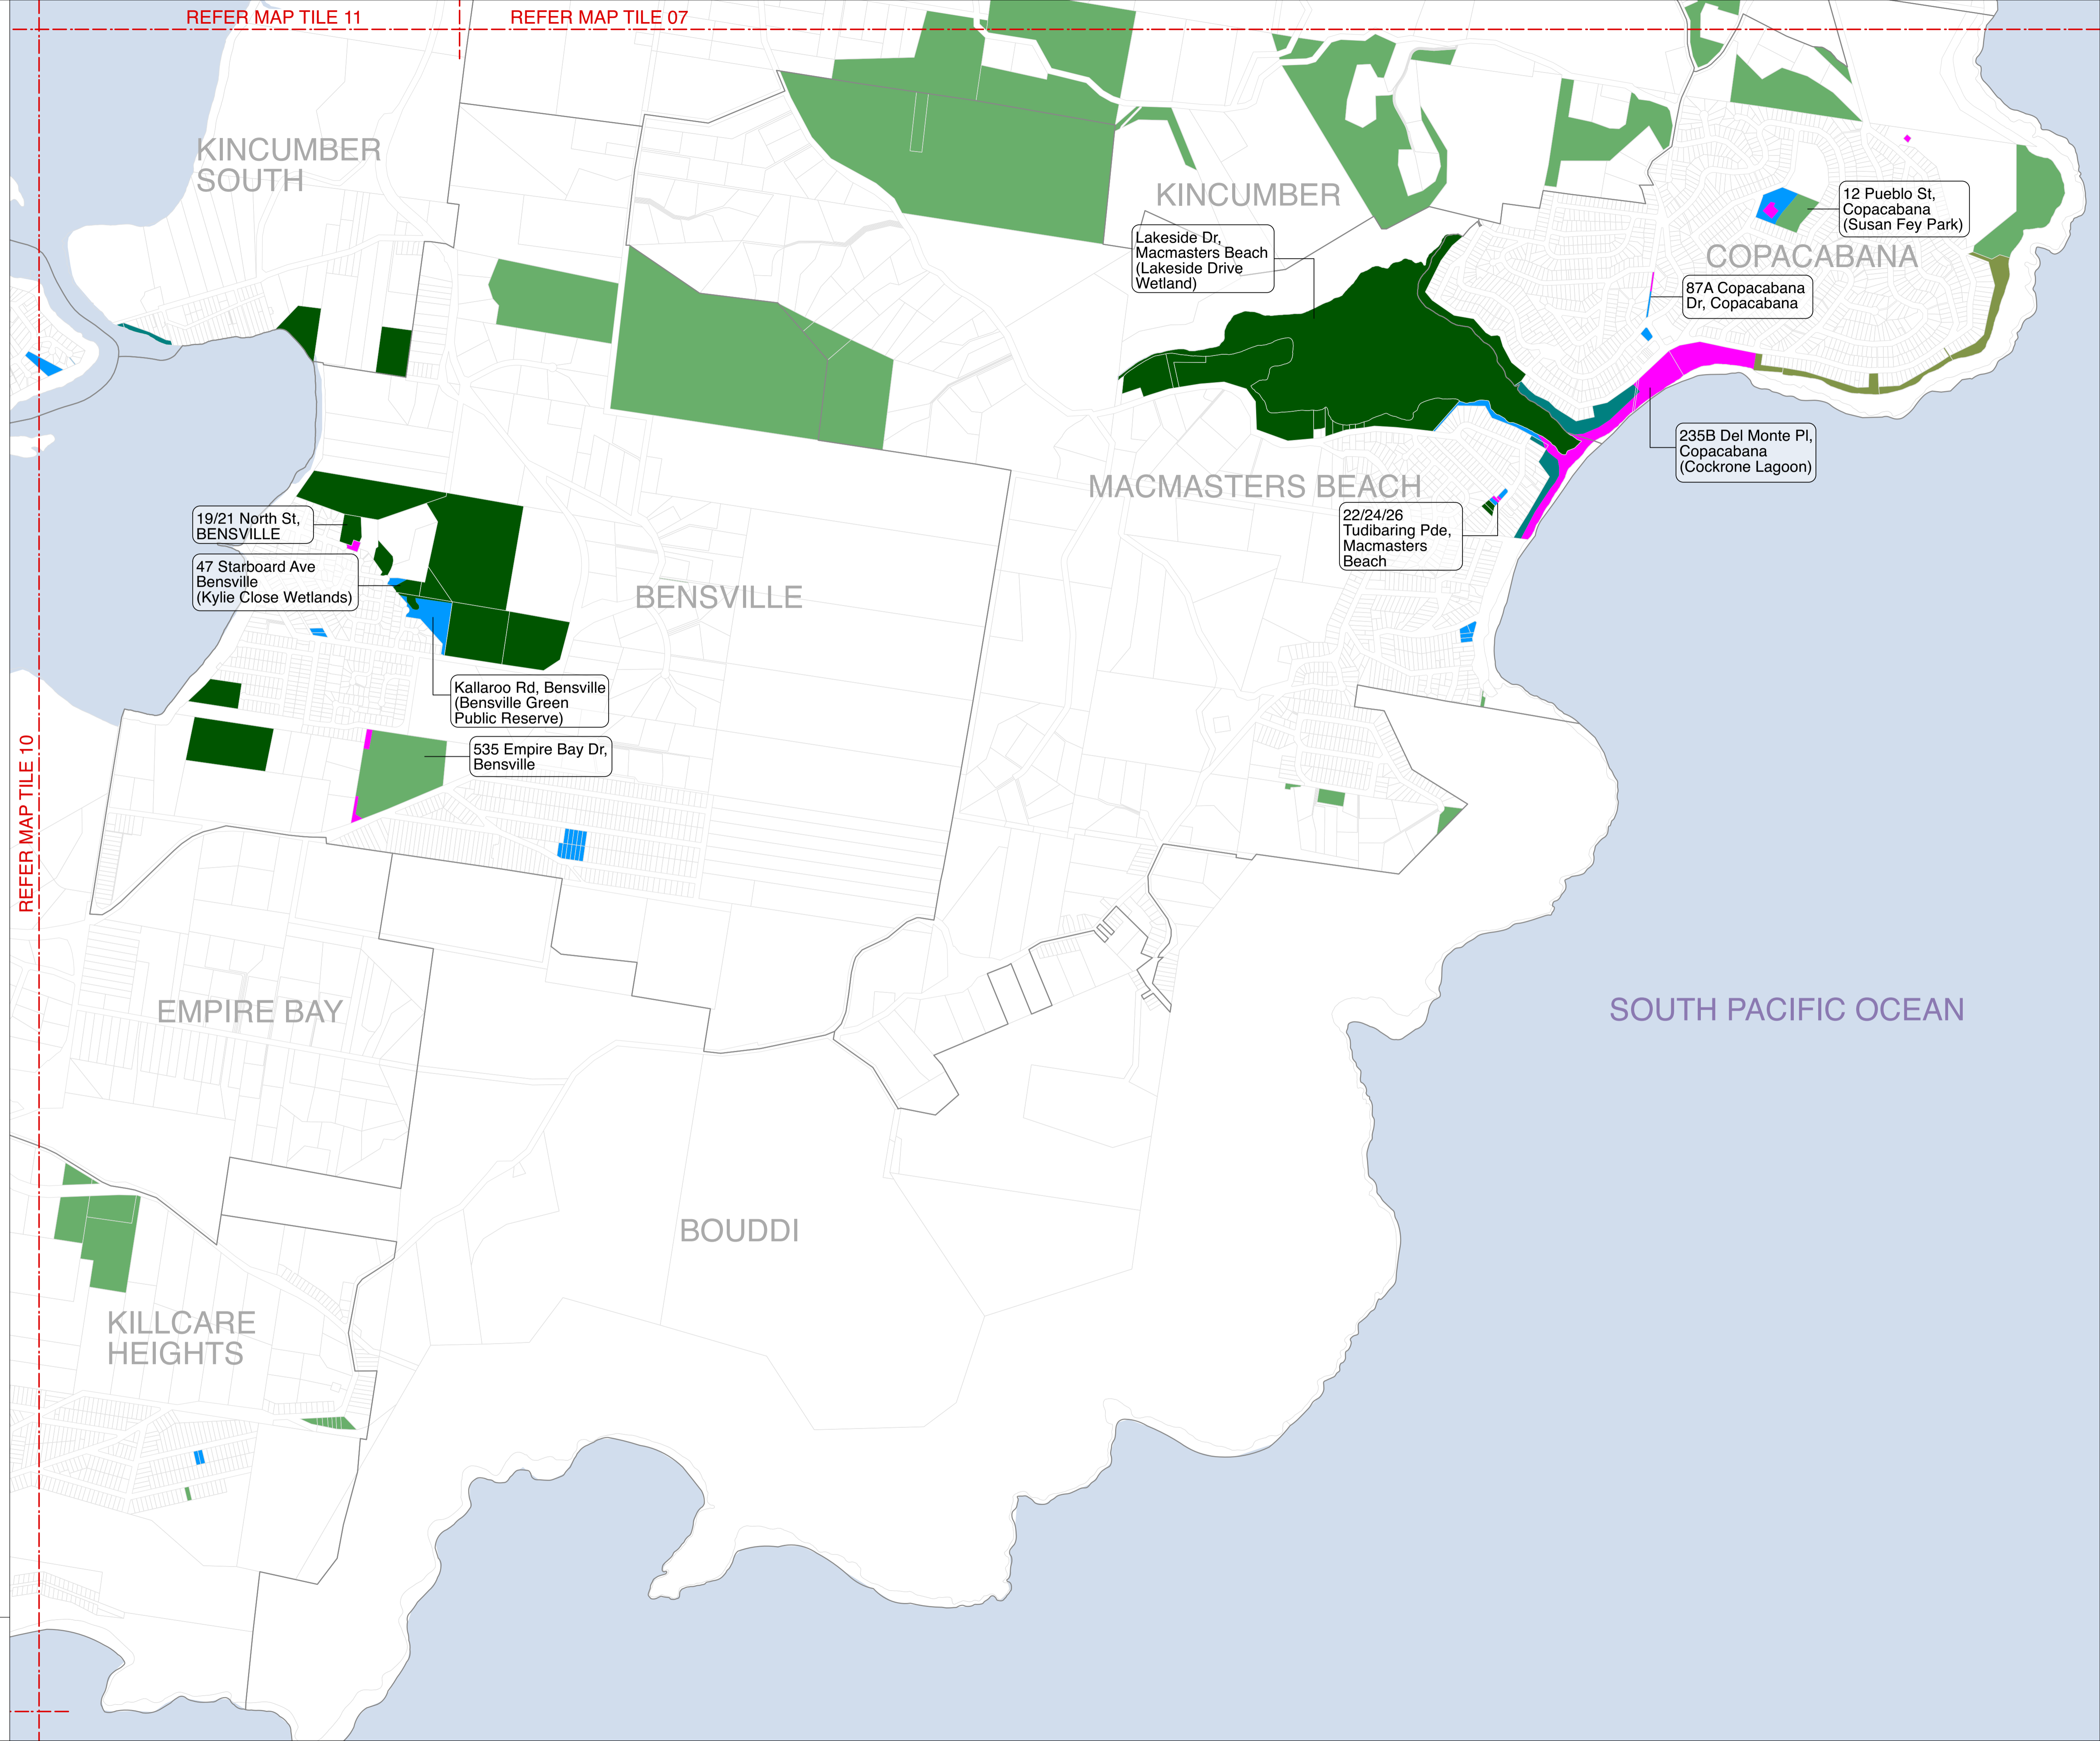 REFER MAP TILE 11
REFER MAP TILE 07
KINCUMBER
SOUTH
KINCUMBER
12 Pueblo St,
Copacabana
(Susan Fey Park)
Lakeside Dr,
Macmasters Beach
(Lakeside Drive
Wetland)
COPACABANA
87A Copacabana
Dr, Copacabana
235B Del Monte Pl,
Copacabana
(Cockrone Lagoon)
MACMASTERS BEACH
22/24/26
Tudibaring Pde,
Macmasters
Beach
19/21 North St,
BENSVILLE
47 Starboard Ave
Bensville
(Kylie Close Wetlands)
BENSVILLE
Kallaroo Rd, Bensville
(Bensville Green
Public Reserve)
535 Empire Bay Dr,
Bensville
REFER MAP TILE 10
EMPIRE BAY
SOUTH PACIFIC OCEAN
BOUDDI
KILLCARE
HEIGHTS